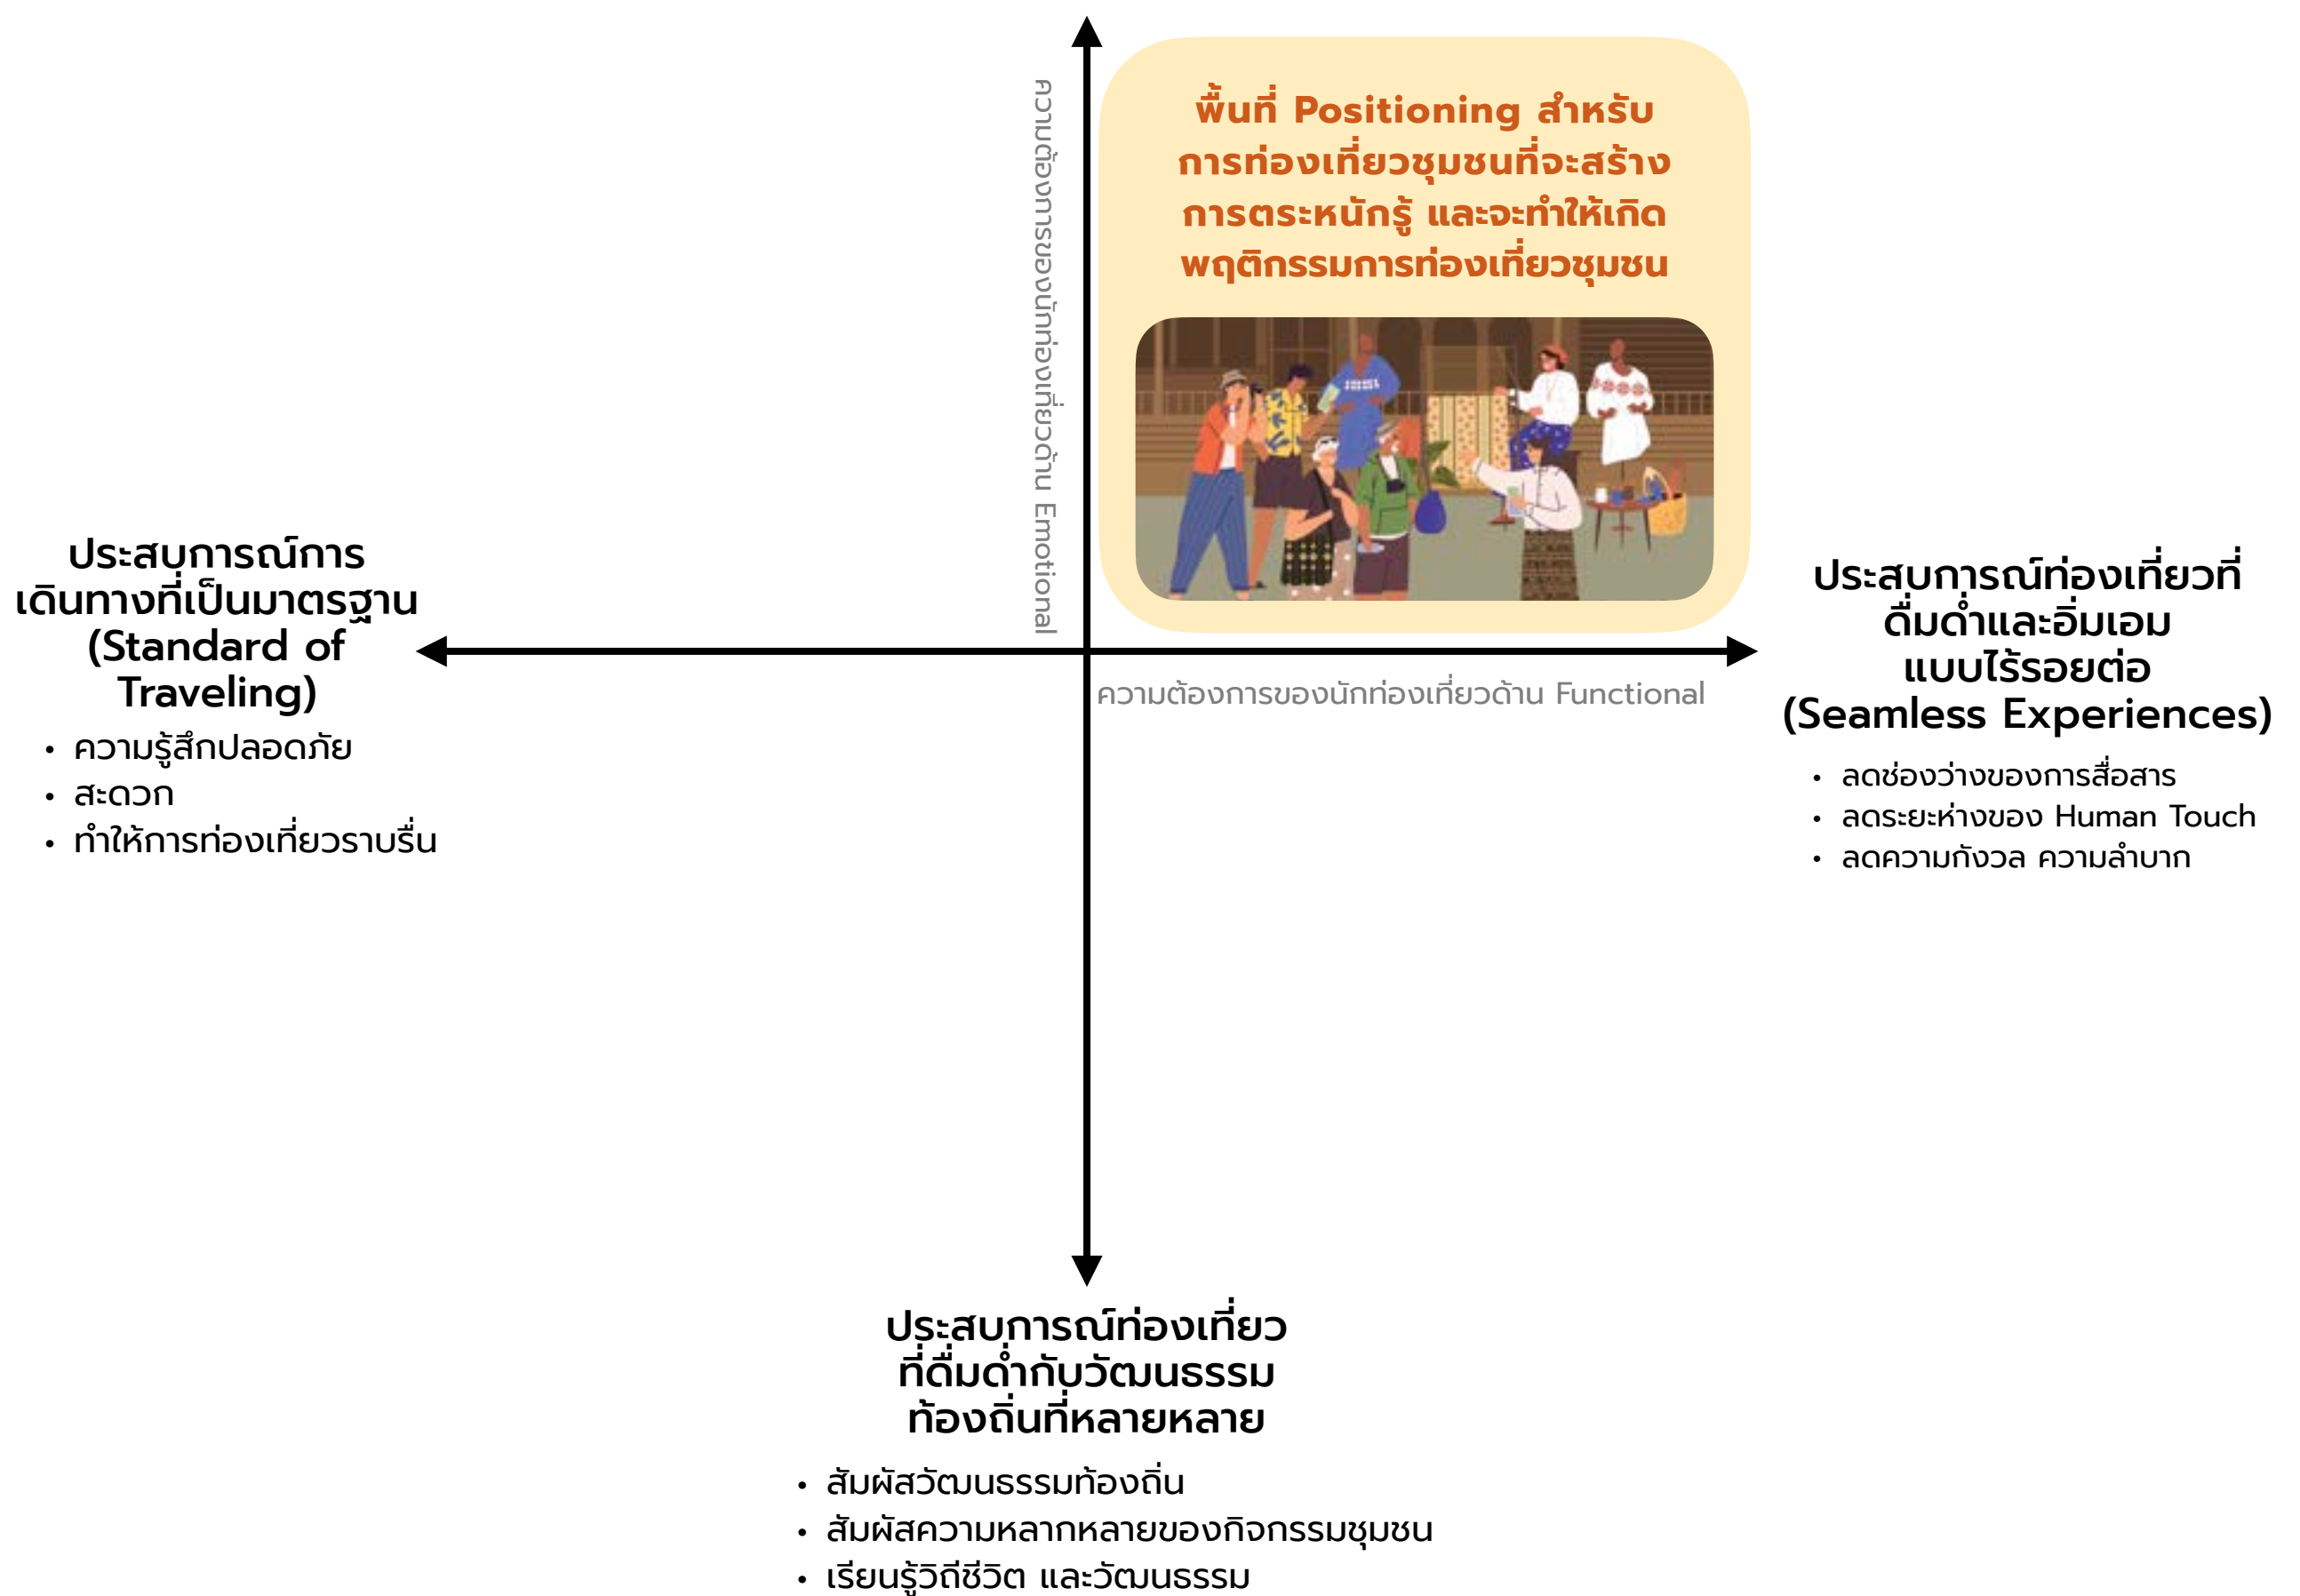 พื้นที่ Positioning สำหรับ
การท่องเที่ยวชุมชนที่จะสร้าง
การตระหนักรู้ และจะทำให้เกิด
พฤติกรรมการท่องเที่ยวชุมชน
ความต้องการของนักท่องเที่ยวด้าน Emotional
ความต้องการของนักท่องเที่ยวด้าน Functional
ประสบการณ์การ
เดินทางที่เป็นมาตรฐาน
(Standard of
Traveling)
• ความรู้สึกปลอดภัย
• สะดวก
• ทำให้การท่องเที่ยวราบรื่น
ประสบการณ์ท่องเที่ยวที่
ดื่มด่ำและอิ่มเอม
แบบไร้รอยต่อ
(Seamless Experiences)
• ลดช่องว่างของการสื่อสาร
• ลดระยะห่างของ Human Touch
• ลดความกังวล ความลำบาก
ประสบการณ์ท่องเที่ยว
ที่ดื่มด่ำกับวัฒนธรรม
ท้องถิ่นที่หลายหลาย
• สัมผัสวัฒนธรรมท้องถิ่น
• สัมผัสความหลากหลายของกิจกรรมชุมชน
• เรียนรู้วิถีชีวิต และวัฒนธรรม